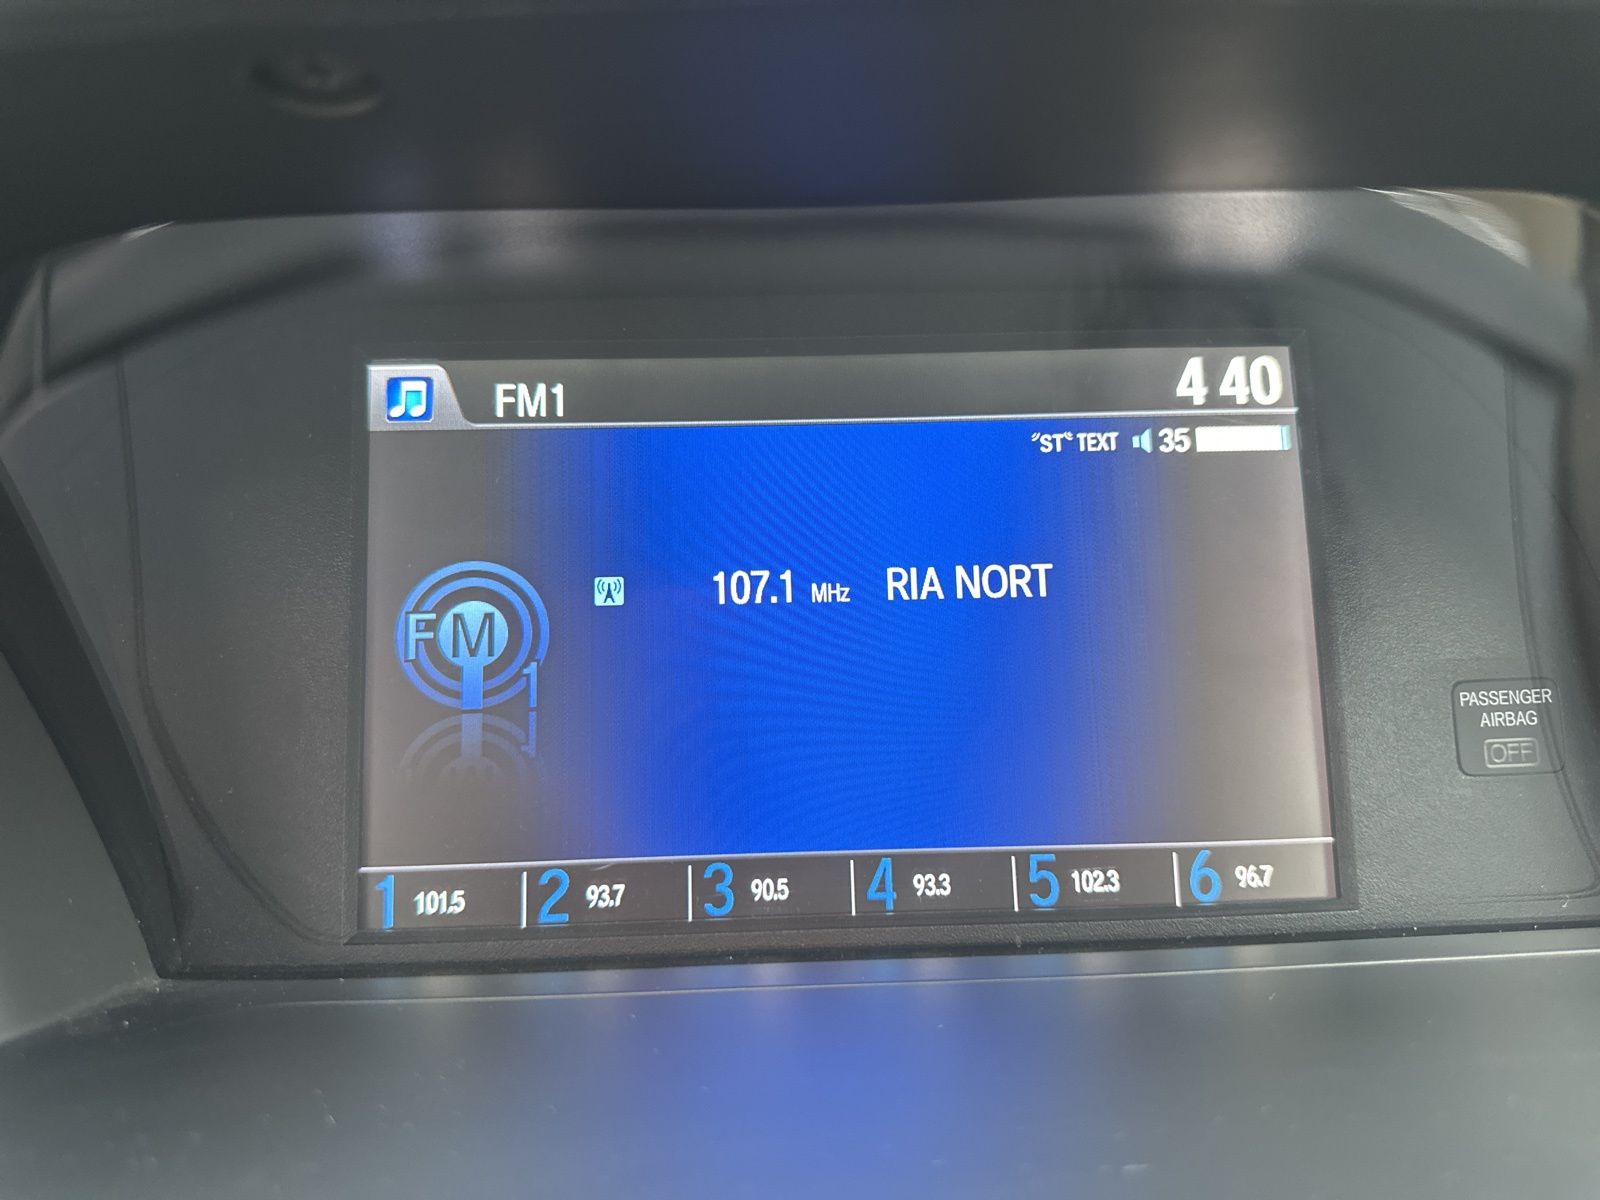 FM1
4 40
"ST" TEXT 35
107.1 MHz RIA NORT
FM
1
1 101.5 2 93.7 3 90.5 4 93.3 5 102.3 6 96.7
PASSENGER
AIRBAG
OFF